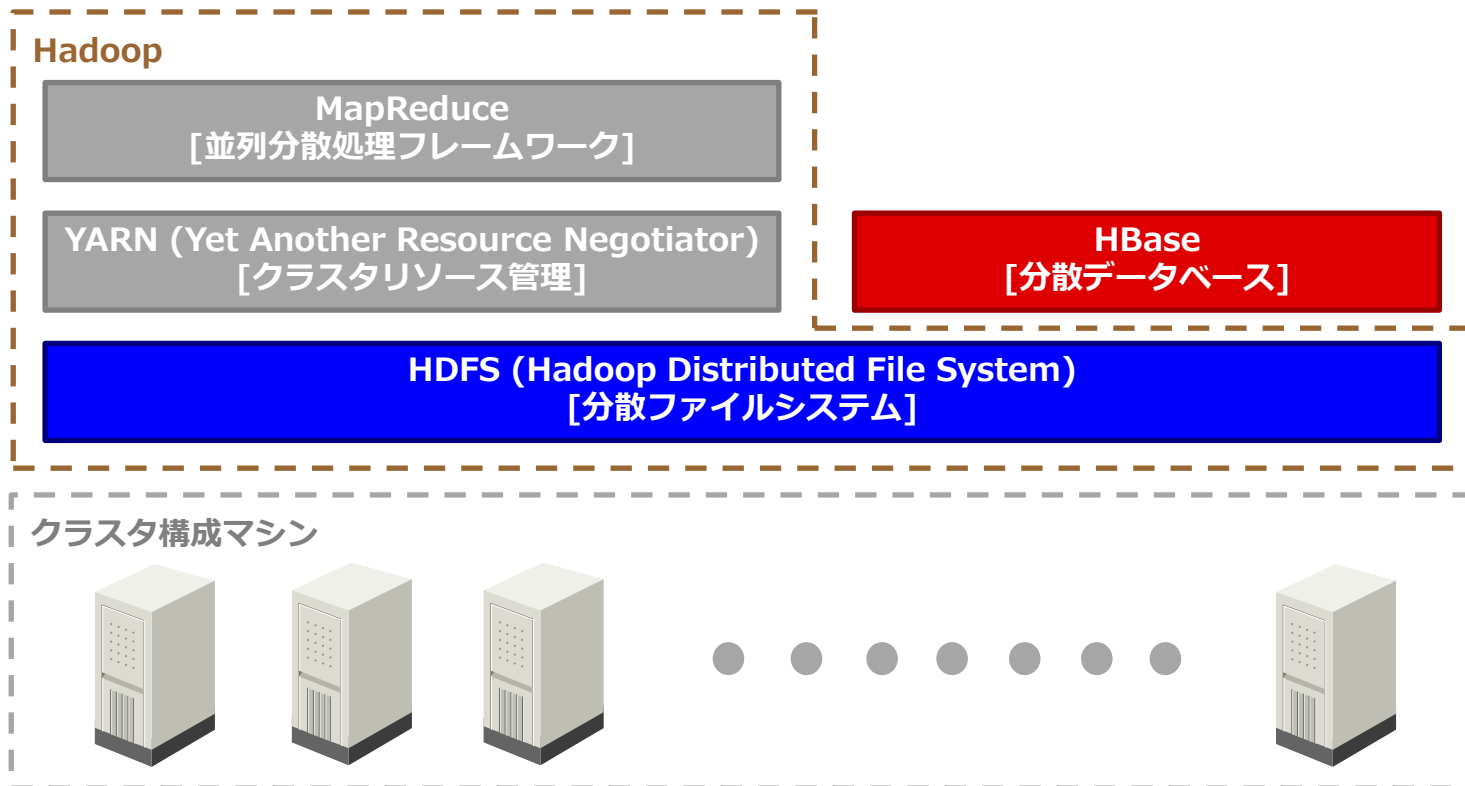 Hadoop
MapReduce
[並列分散処理フレームワーク]
YARN (Yet Another Resource Negotiator)
[クラスタリソース管理]
HBase
[分散データベース]
HDFS (Hadoop Distributed File System)
[分散ファイルシステム]
クラスタ構成マシン